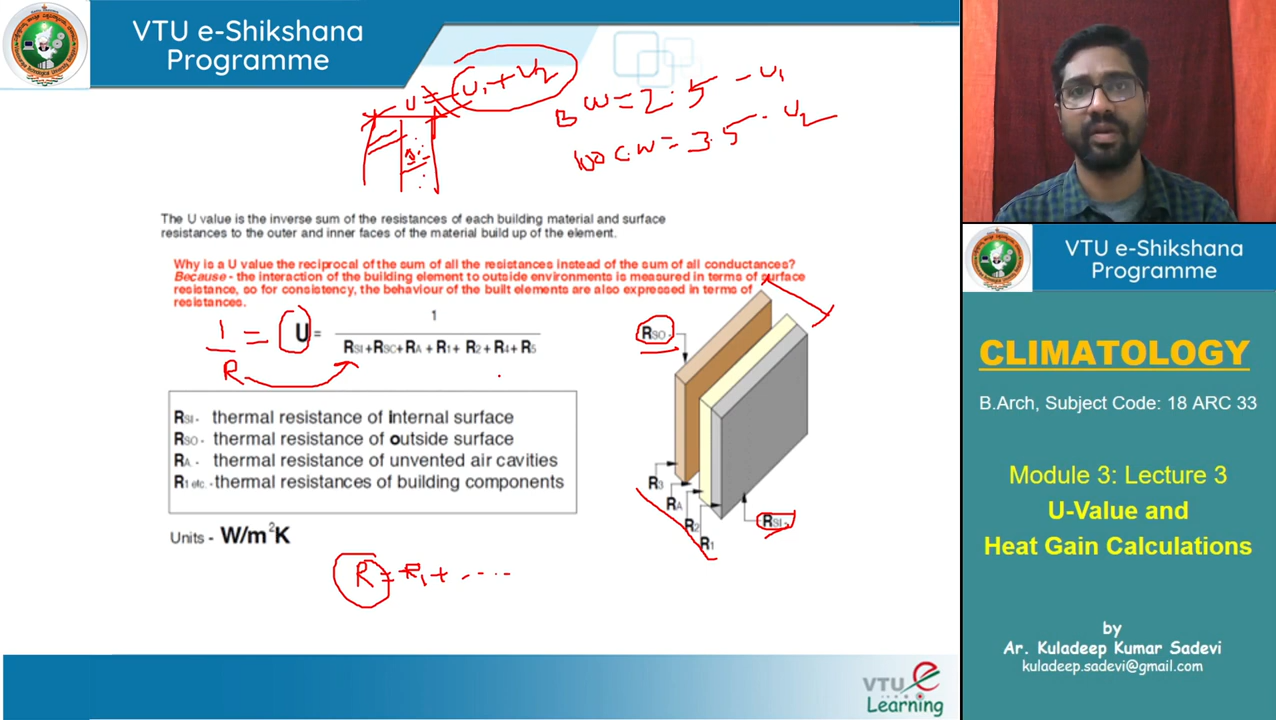 VTU e-Shikshana
Programme
U = U1 + U2
B W = 2.5 - U1
100 C.W = 3.5 - U2
The U value is the inverse sum of the resistances of each building material and surface
resistances to the outer and inner faces of the material build up of the element.
Why is a U value the reciprocal of the sum of all the resistances instead of the sum of all conductances?
Because - the interaction of the building element to outside environments is measured in terms of surface
resistance, so for consistency, the behaviour of the built elements are also expressed in terms of
resistances.
1/R = U = 1
RSI+RSC+RA + R1+ R2 +R4+ R5
RSI - thermal resistance of internal surface
RSO - thermal resistance of outside surface
RA - thermal resistance of unvented air cavities
R1 etc. - thermal resistances of building components
Units - W/m²K
R = R1 + .....
RSO
R3
RA
R2
R1
RSI
VTU e
Learning
VTU e-Shikshana
Programme
CLIMATOLOGY
B.Arch, Subject Code: 18 ARC 33
Module 3: Lecture 3
U-Value and
Heat Gain Calculations
by
Ar. Kuladeep Kumar Sadevi
kuladeep.sadevi@gmail.com